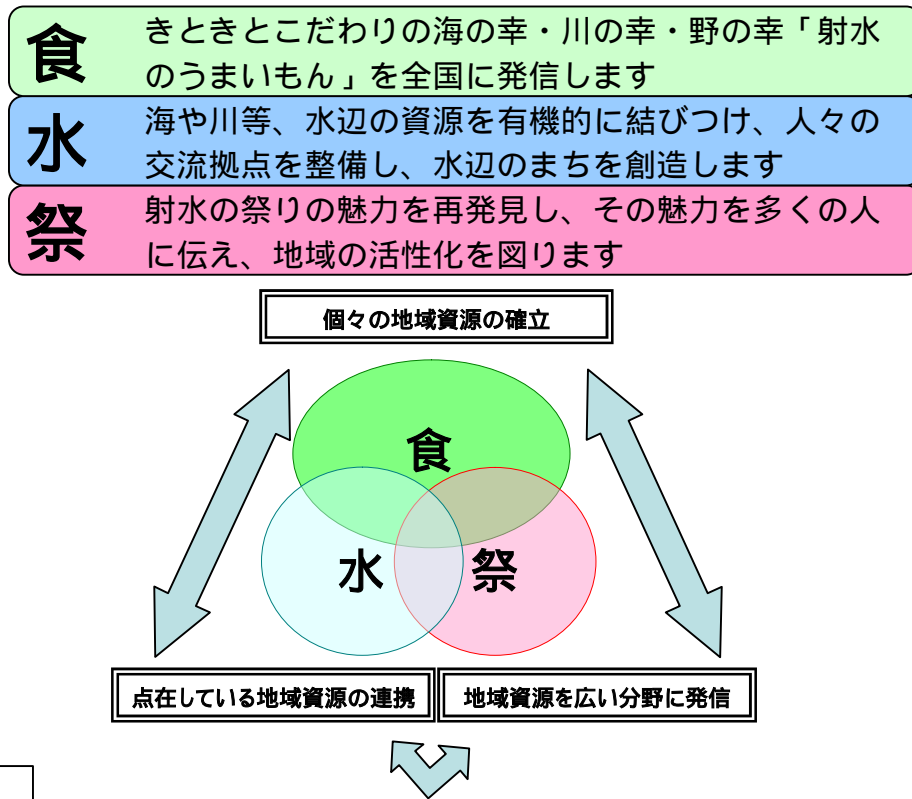 食
きときとこだわりの海の幸・川の幸・野の幸「射水
のうまいもん」を全国に発信します
水
海や川等、水辺の資源を有機的に結びつけ、人々の
交流拠点を整備し、水辺のまちを創造します
祭
射水の祭りの魅力を再発見し、その魅力を多くの人
に伝え、地域の活性化を図ります
個々の地域資源の確立
食
水
祭
点在している地域資源の連携
地域資源を広い分野に発信